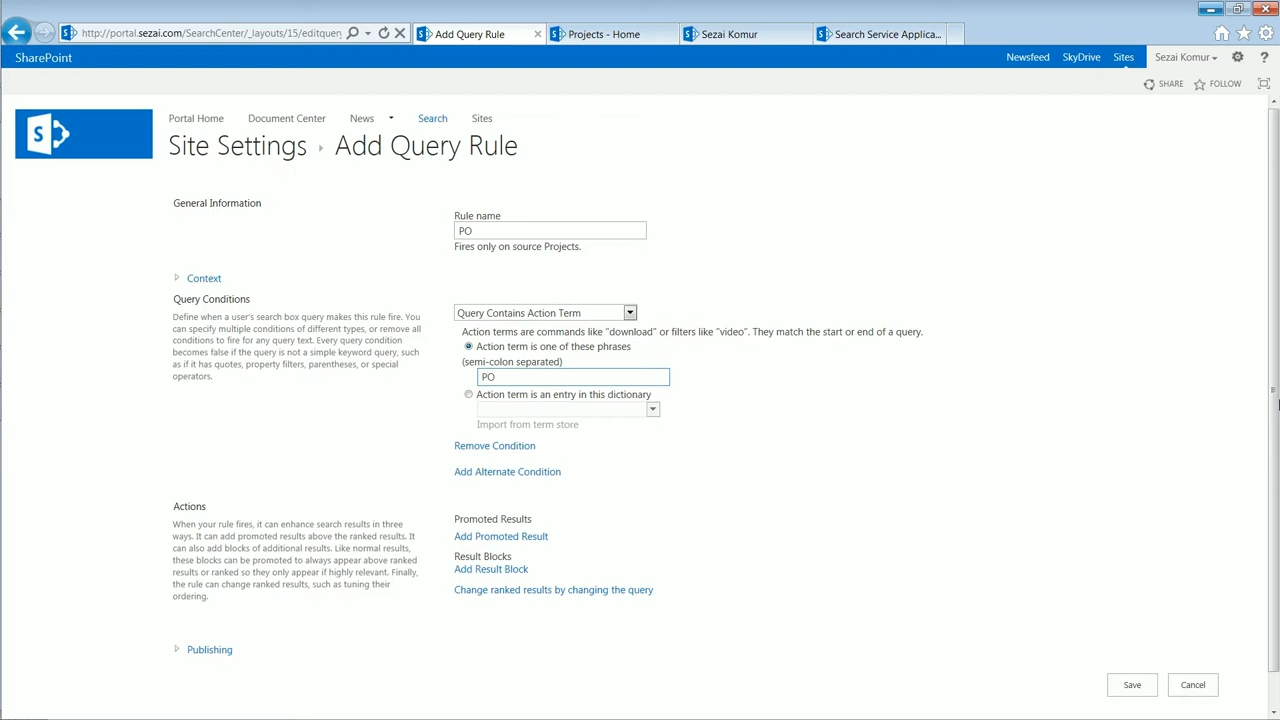 http://portal.sezai.com/SearchCenter/_layouts/15/editquery
Add Query Rule
Projects - Home
Sezai Komur
Search Service Applica...
SharePoint
Newsfeed
SkyDrive
Sites
Sezai Komur
SHARE
FOLLOW
Portal Home
Document Center
News
Search
Sites
Site Settings
Add Query Rule
General Information
Rule name
PO
Fires only on source Projects.
Context
Query Conditions
Define when a user's search box query makes this rule fire. You
can specify multiple conditions of different types, or remove all
conditions to fire for any query text. Every query condition
becomes false if the query is not a simple keyword query, such
as if it has quotes, property filters, parentheses, or special
operators.
Query Contains Action Term
Action terms are commands like "download" or filters like "video". They match the start or end of a query.
Action term is one of these phrases
(semi-colon separated)
PO
Action term is an entry in this dictionary
Import from term store
Remove Condition
Add Alternate Condition
Actions
When your rule fires, it can enhance search results in three
ways. It can add promoted results above the ranked results. It
can also add blocks of additional results. Like normal results,
these blocks can be promoted to always appear above ranked
results or ranked so they only appear if highly relevant. Finally,
the rule can change ranked results, such as tuning their
ordering.
Promoted Results
Add Promoted Result
Result Blocks
Add Result Block
Change ranked results by changing the query
Publishing
Save
Cancel